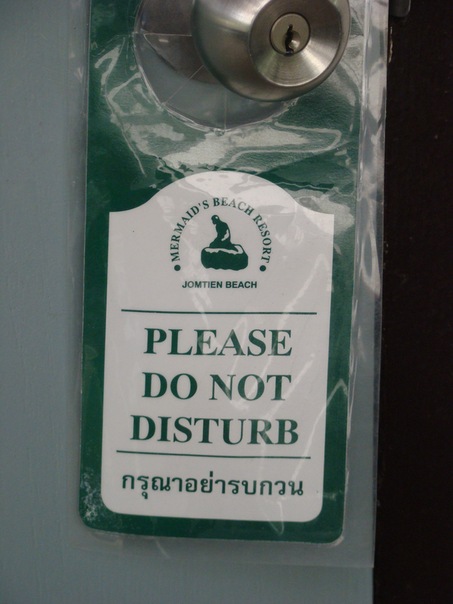 MERMAID'S BEACH RESORT
JOMTIEN BEACH
PLEASE
DO NOT
DISTURB
กรุณาอย่ารบกวน